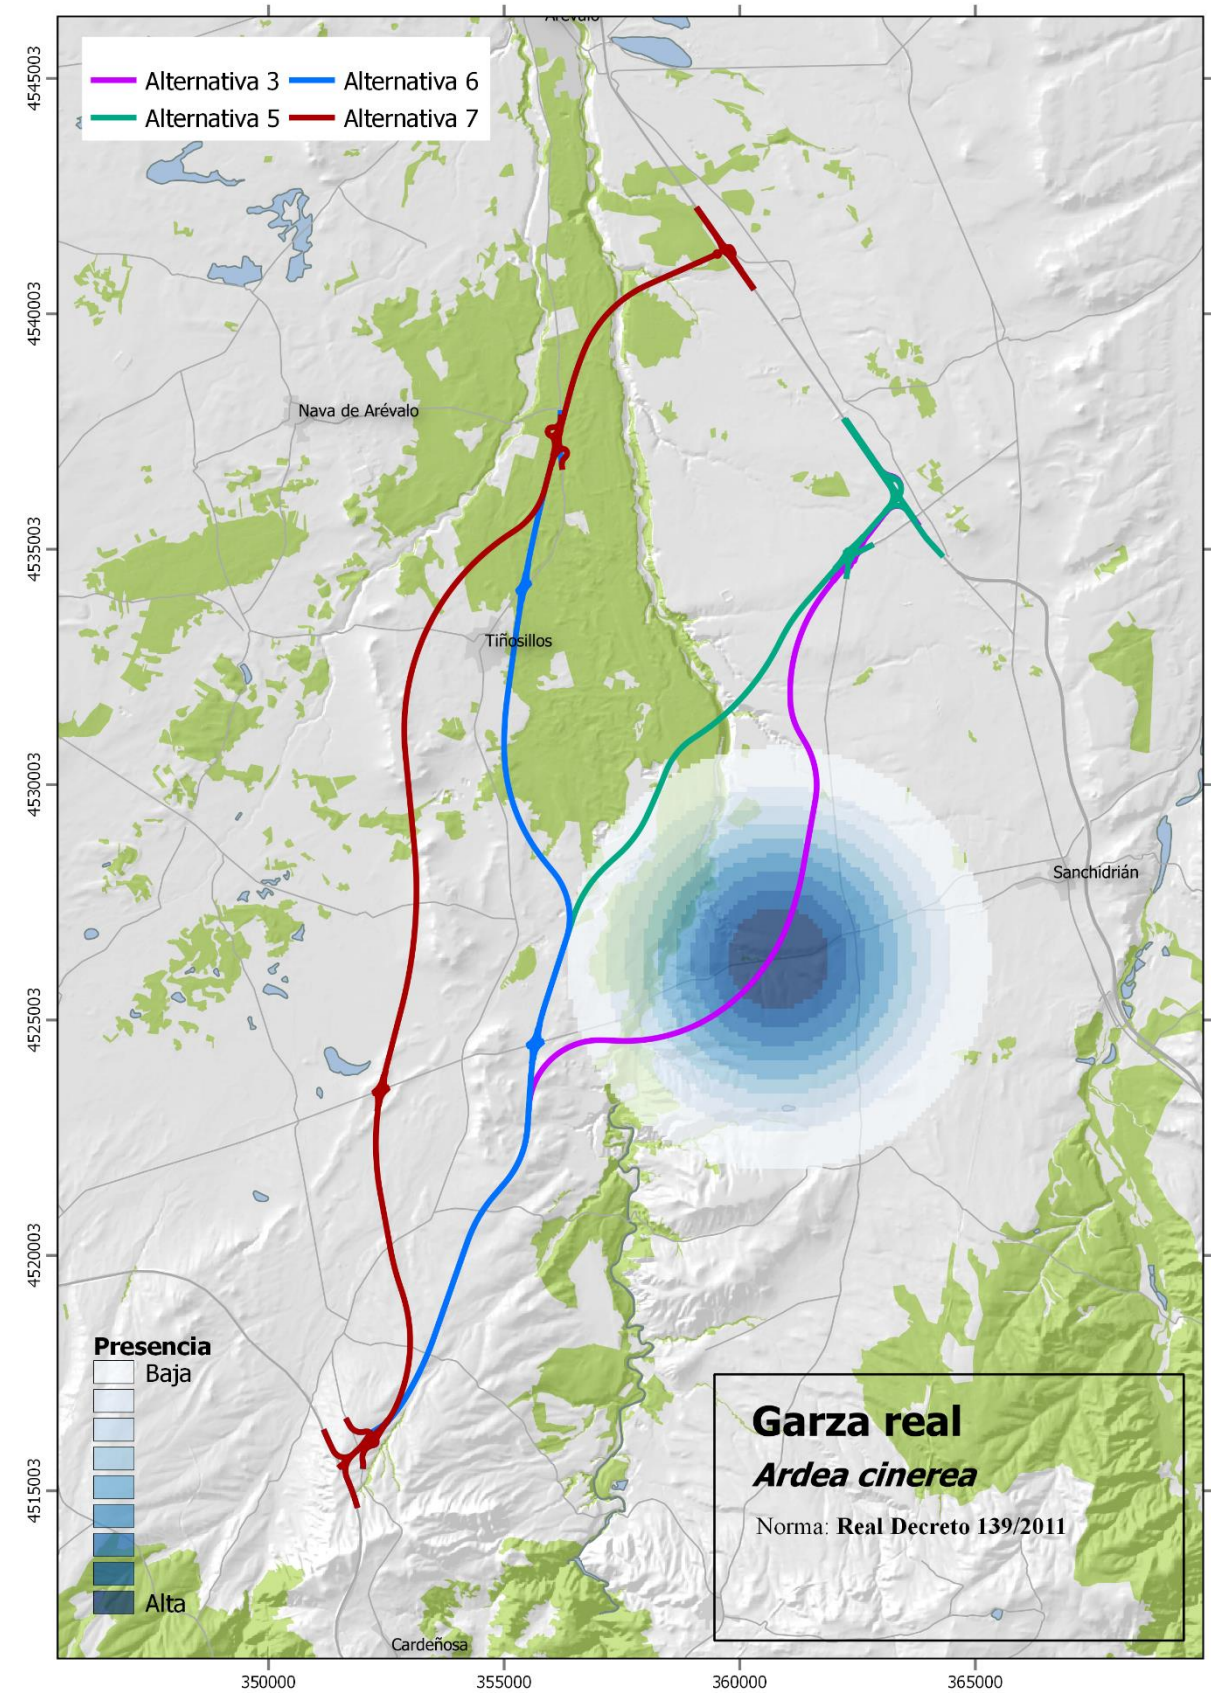 Arévalo
Alternativa 3
Alternativa 6
Alternativa 5
Alternativa 7
4545003
4540003
Nava de Arévalo
4535003
Tiñosillos
4530003
Sanchidrián
4525003
4520003
Presencia
Baja
Alta
4515003
Garza real
Ardea cinerea
Norma: Real Decreto 139/2011
Cardeñosa
350000
355000
360000
365000